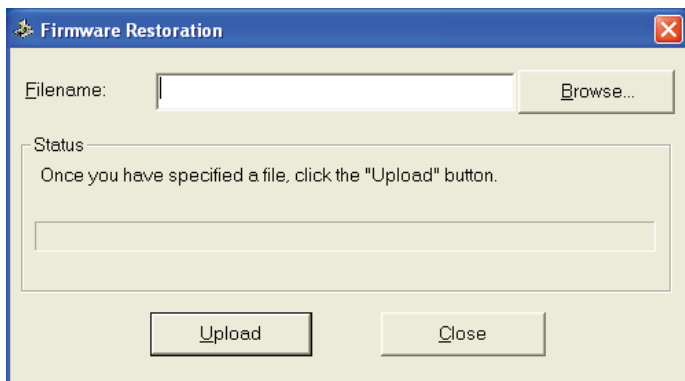 Firmware Restoration
Filename:
Browse...
Status
Once you have specified a file, click the "Upload" button.
Upload
Close